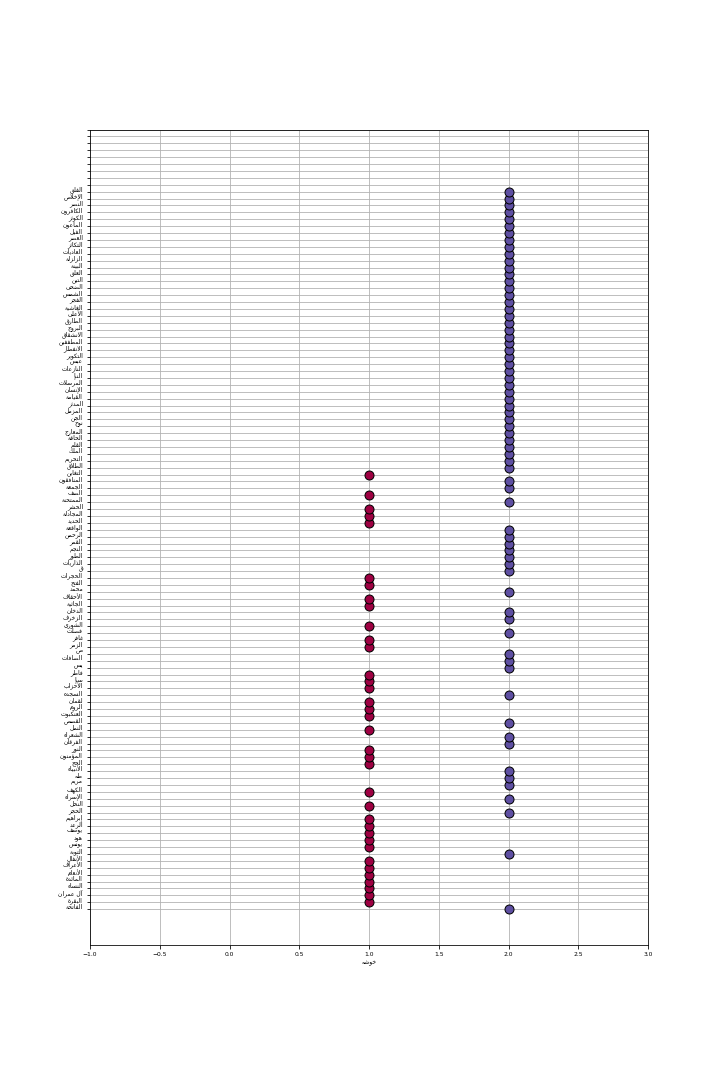 الفلق
الإخلاص
النصر
الكافرون
الكوثر
الماعون
الفيل
العصر
التكاثر
العاديات
الزلزلة
البينة
العلق
التين
الضحى
الشمس
الفجر
الغاشية
الأعلى
الطارق
البروج
الانشقاق
المطففين
الانفطار
التكوير
عبس
النازعات
النبأ
المرسلات
الإنسان
القيامة
المدثر
المزمل
الجن
نوح
المعارج
الحاقة
القلم
الملك
التحريم
الطلاق
التغابن
المنافقون
الجمعة
الصف
الممتحنة
الحشر
المجادلة
الحديد
الواقعة
الرحمن
القمر
النجم
الطور
الذاريات
ق
الحجرات
الفتح
محمد
الأحقاف
الجاثية
الدخان
الزخرف
الشورى
فصلت
غافر
الزمر
ص
الصافات
يس
فاطر
سبأ
الأحزاب
السجدة
لقمان
الروم
العنكبوت
القصص
النمل
الشعراء
الفرقان
النور
المؤمنون
الحج
الأنبياء
طه
مريم
الكهف
الإسراء
النحل
الحجر
إبراهيم
الرعد
يوسف
هود
يونس
التوبة
الأنفال
الأعراف
الأنعام
المائدة
النساء
آل عمران
البقرة
الفاتحة
−1.0 −0.5 0.0 0.5 1.0 1.5 2.0 2.5 3.0
خوشه